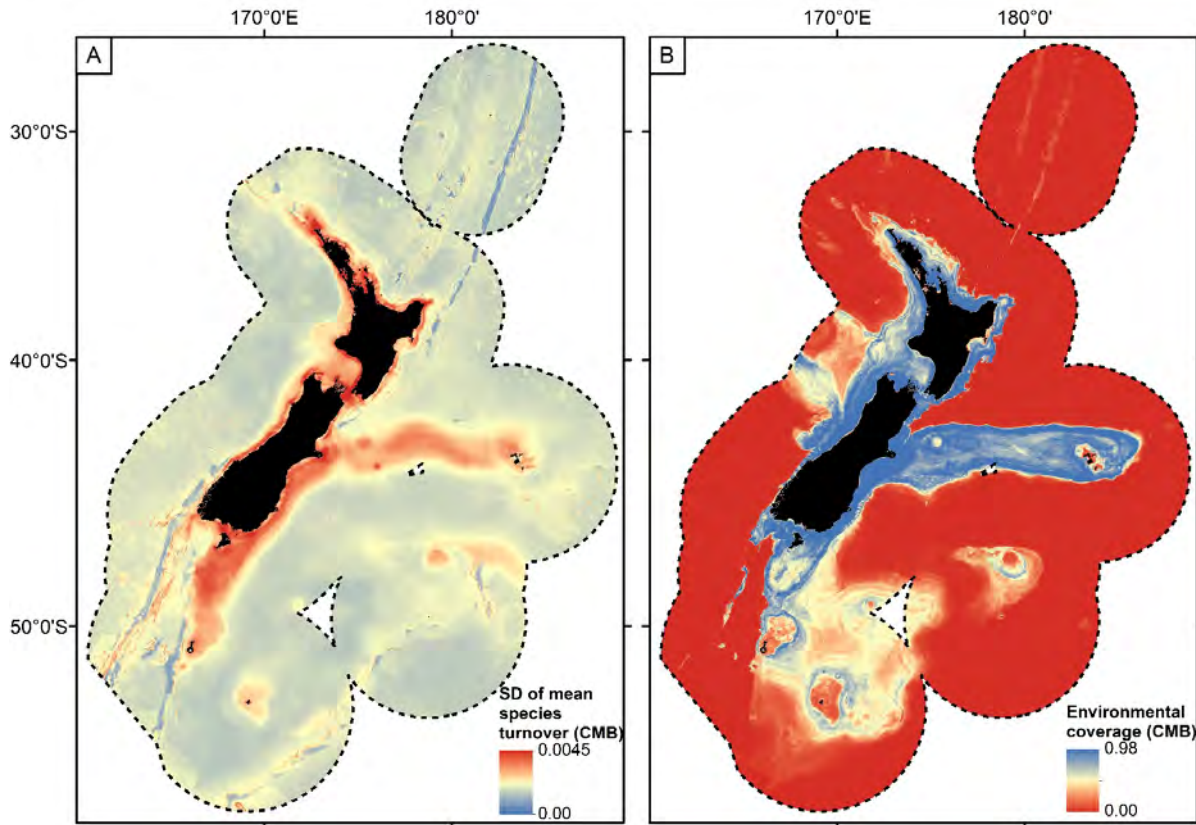 170°0'E 180°0' 170°0'E 180°0'
A
B
30°0'S
40°0'S
50°0'S
SD of mean
species
turnover (CMB)
0.0045
0.00
Environmental
coverage (CMB)
0.98
0.00